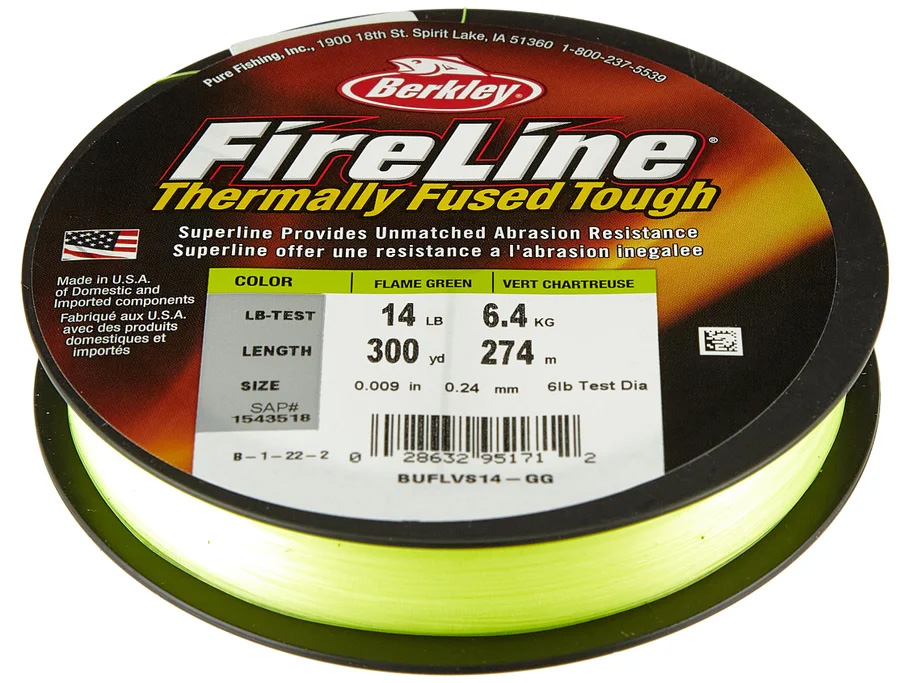 Pure Fishing, Inc., 1900 18th St. Spirit Lake, IA 51360 1-800-237-5539
Berkley®
FireLine®
Thermally Fused Tough
Superline Provides Unmatched Abrasion Resistance
Superline offer une resistance a l'abrasion inegalee
Made in U.S.A.
of Domestic and
Imported components
Fabriqué aux U.S.A.
avec des produits
domestiques et
importés
COLOR FLAME GREEN VERT CHARTREUSE
LB-TEST 14 LB 6.4 KG
LENGTH 300 yd 274 m
SIZE 0.009 in 0.24 mm 6lb Test Dia
SAP#
1543518
B-1-22-2
0 28632 95171 2
BUFLVS14-GG